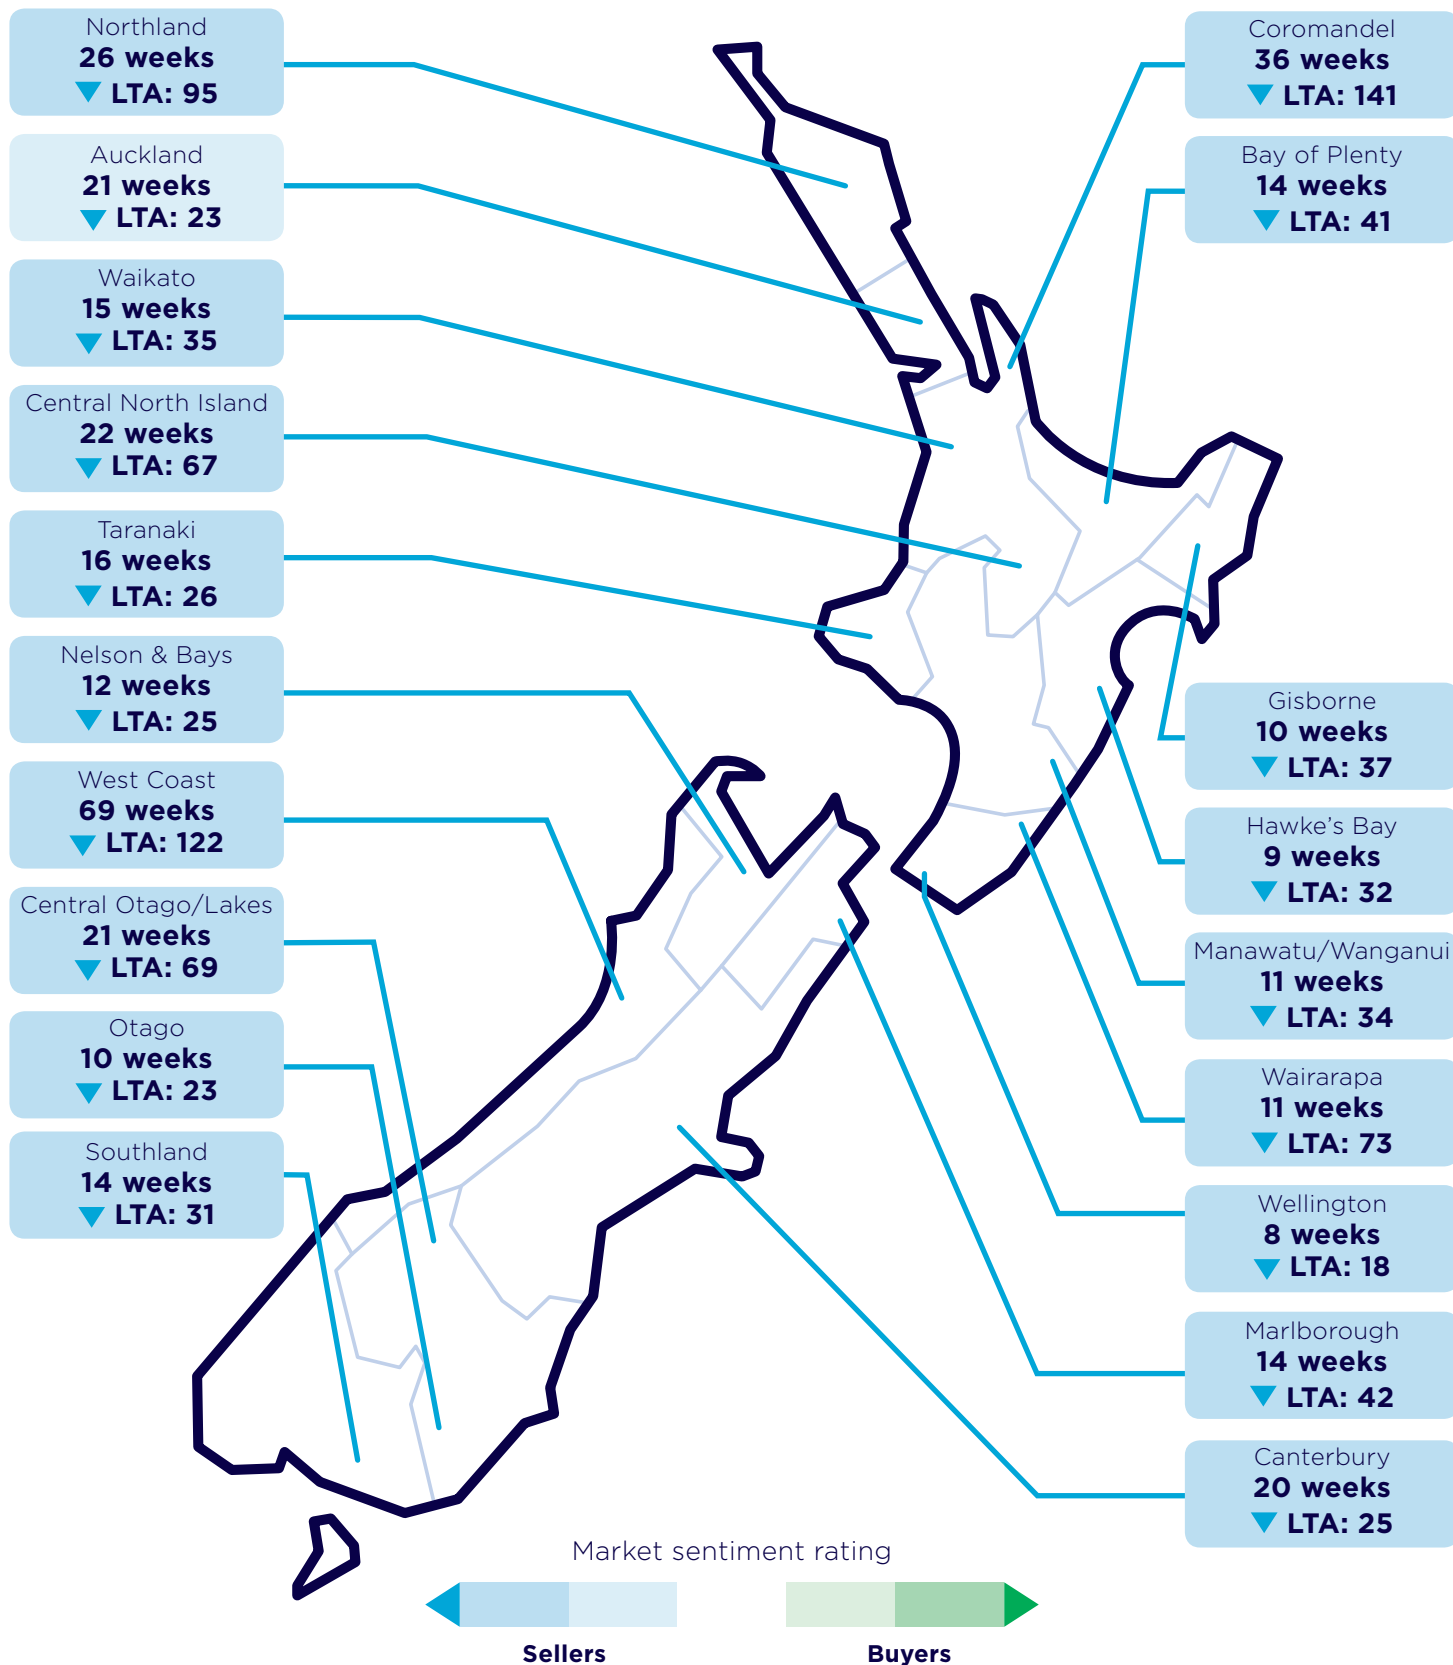 Northland
26 weeks
LTA: 95
Auckland
21 weeks
LTA: 23
Waikato
15 weeks
LTA: 35
Central North Island
22 weeks
LTA: 67
Taranaki
16 weeks
LTA: 26
Nelson & Bays
12 weeks
LTA: 25
West Coast
69 weeks
LTA: 122
Central Otago/Lakes
21 weeks
LTA: 69
Otago
10 weeks
LTA: 23
Southland
14 weeks
LTA: 31
Coromandel
36 weeks
LTA: 141
Bay of Plenty
14 weeks
LTA: 41
Gisborne
10 weeks
LTA: 37
Hawke's Bay
9 weeks
LTA: 32
Manawatu/Wanganui
11 weeks
LTA: 34
Wairarapa
11 weeks
LTA: 73
Wellington
8 weeks
LTA: 18
Marlborough
14 weeks
LTA: 42
Canterbury
20 weeks
LTA: 25
Market sentiment rating
Sellers
Buyers